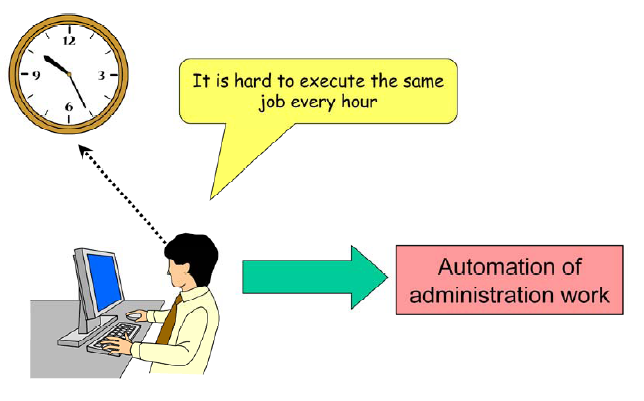 12
9
3
6
It is hard to execute the same
job every hour
Automation of
administration work